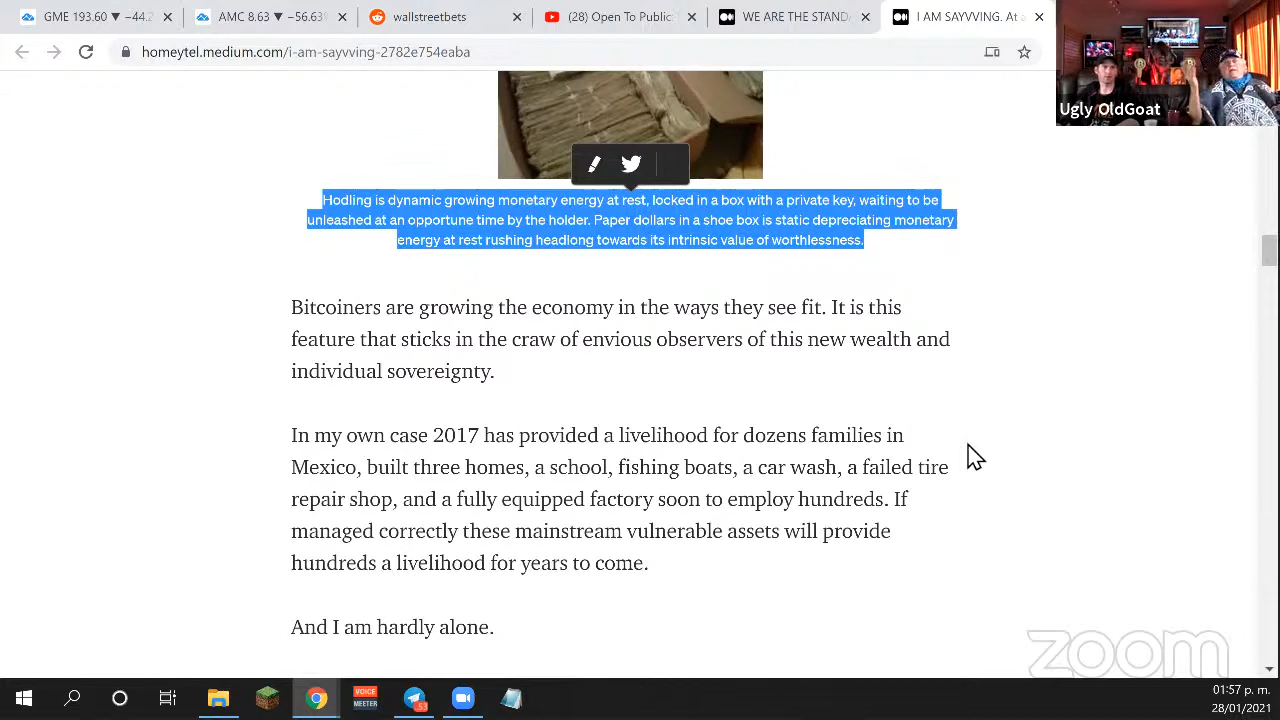 GME 193.60 ▼ −44.2
AMC 8.63 ▼ −56.63%
wallstreetbets
(28) Open To Public:
WE ARE THE STANDA
I AM SAYVVING. At a
homeytel.medium.com/i-am-sayvving-2782e75d4eba
Ugly OldGoat
Hodling is dynamic growing monetary energy at rest, locked in a box with a private key, waiting to be
unleashed at an opportune time by the holder. Paper dollars in a shoe box is static depreciating monetary
energy at rest rushing headlong towards its intrinsic value of worthlessness.
Bitcoiners are growing the economy in the ways they see fit. It is this
feature that sticks in the craw of envious observers of this new wealth and
individual sovereignty.
In my own case 2017 has provided a livelihood for dozens families in
Mexico, built three homes, a school, fishing boats, a car wash, a failed tire
repair shop, and a fully equipped factory soon to employ hundreds. If
managed correctly these mainstream vulnerable assets will provide
hundreds a livelihood for years to come.
And I am hardly alone.
zoom
VOICE
MEETER
53
01:57 p. m.
28/01/2021